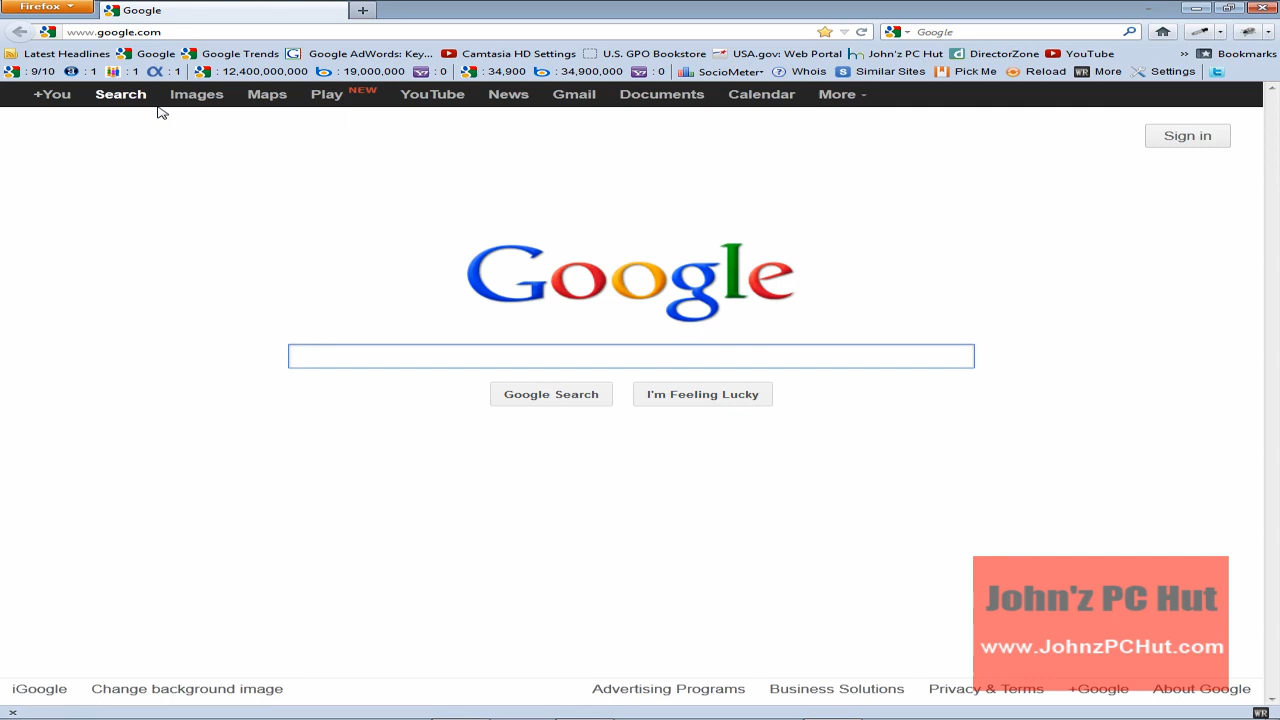 Firefox
Google
www.google.com
Google
Latest Headlines Google Google Trends Google AdWords: Key... Camtasia HD Settings U.S. GPO Bookstore USA.gov: Web Portal John'z PC Hut DirectorZone YouTube » Bookmarks
: 9/10 : 1 : 1 : 1 : 12,400,000,000 : 19,000,000 : 0 : 34,900 : 34,900,000 : 0 SocioMeter Whois Similar Sites Pick Me Reload WR More Settings
+You Search Images Maps Play NEW YouTube News Gmail Documents Calendar More
Sign in
Google
Google Search I'm Feeling Lucky
John'z PC Hut
www.JohnzPCHut.com
iGoogle Change background image Advertising Programs Business Solutions Privacy & Terms +Google About Google
WR